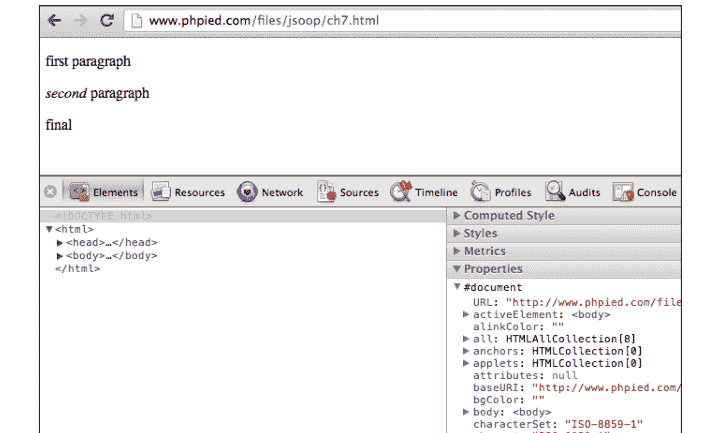 www.phpied.com/files/jsoop/ch7.html
first paragraph
second paragraph
final
Elements Resources Network Sources Timeline Profiles Audits Console
<!DOCTYPE html>
<html>
<head>…</head>
<body>…</body>
</html>
Computed Style
Styles
Metrics
Properties
#document
URL: "http://www.phpied.com/file
activeElement: <body>
alinkColor: ""
all: HTMLAllCollection[8]
anchors: HTMLCollection[0]
applets: HTMLCollection[0]
attributes: null
baseURI: "http://www.phpied.com/
bgColor: ""
body: <body>
characterSet: "ISO-8859-1"